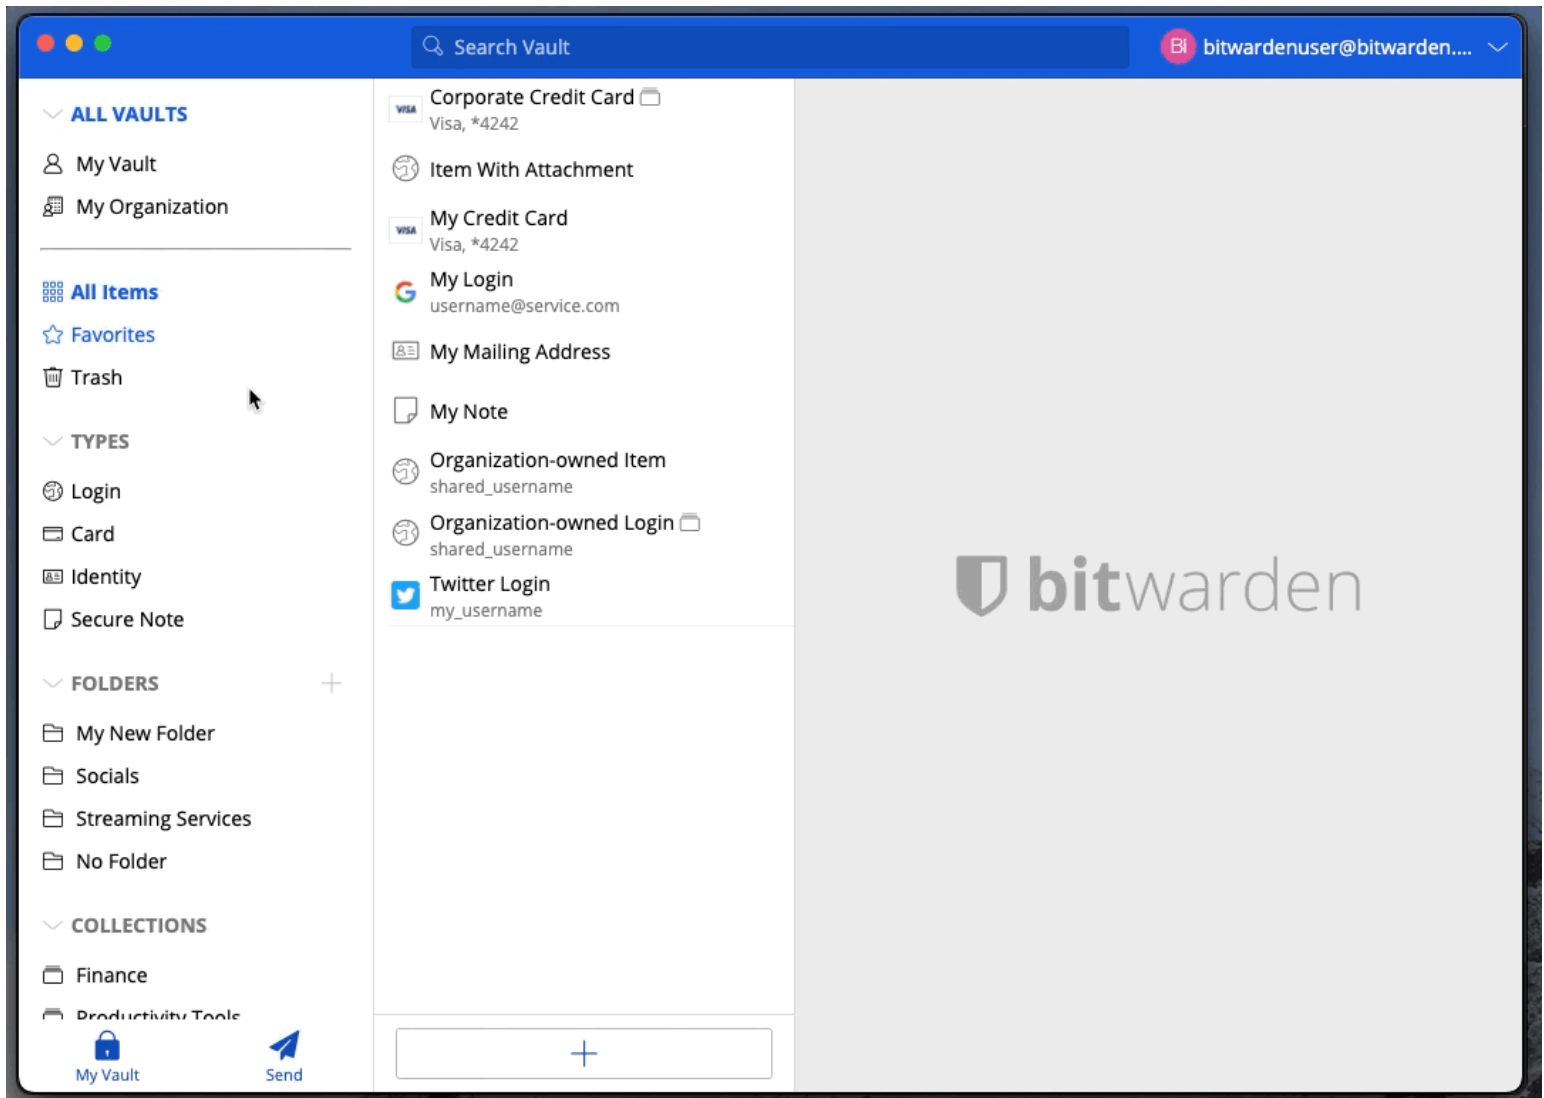 Search Vault
BI bitwardenuser@bitwarden....
ALL VAULTS
My Vault
My Organization
All Items
Favorites
Trash
TYPES
Login
Card
Identity
Secure Note
FOLDERS
My New Folder
Socials
Streaming Services
No Folder
COLLECTIONS
Finance
Productivity Tools
My Vault
Send
VISA
Corporate Credit Card
Visa, *4242
Item With Attachment
VISA
My Credit Card
Visa, *4242
My Login
username@service.com
My Mailing Address
My Note
Organization-owned Item
shared_username
Organization-owned Login
shared_username
Twitter Login
my_username
bitwarden